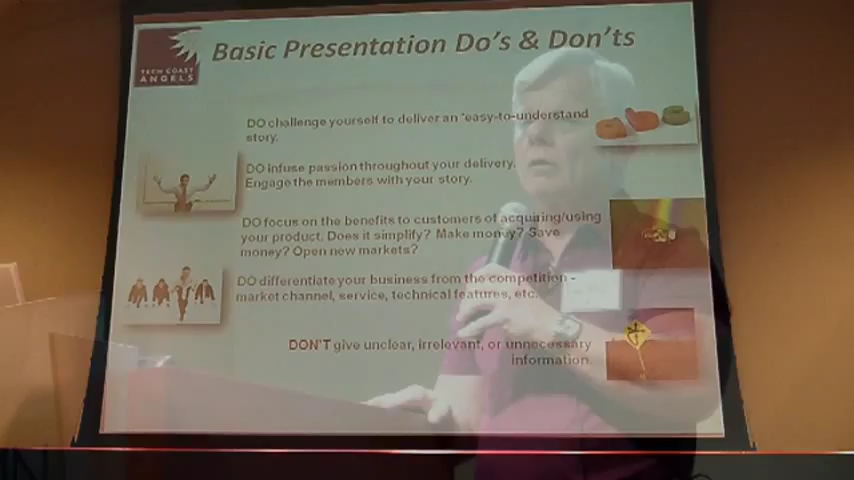 TECH COAST
ANGELS
Basic Presentation Do's & Don'ts
DO challenge yourself to deliver an "easy-to-understand
story.
DO infuse passion throughout your delivery.
Engage the members with your story.
DO focus on the benefits to customers of acquiring/using
your product. Does it simplify? Make money? Save
money? Open new markets?
DO differentiate your business from the competition -
market channel, service, technical features, etc.
DON'T give unclear, irrelevant, or unnecessary
information.